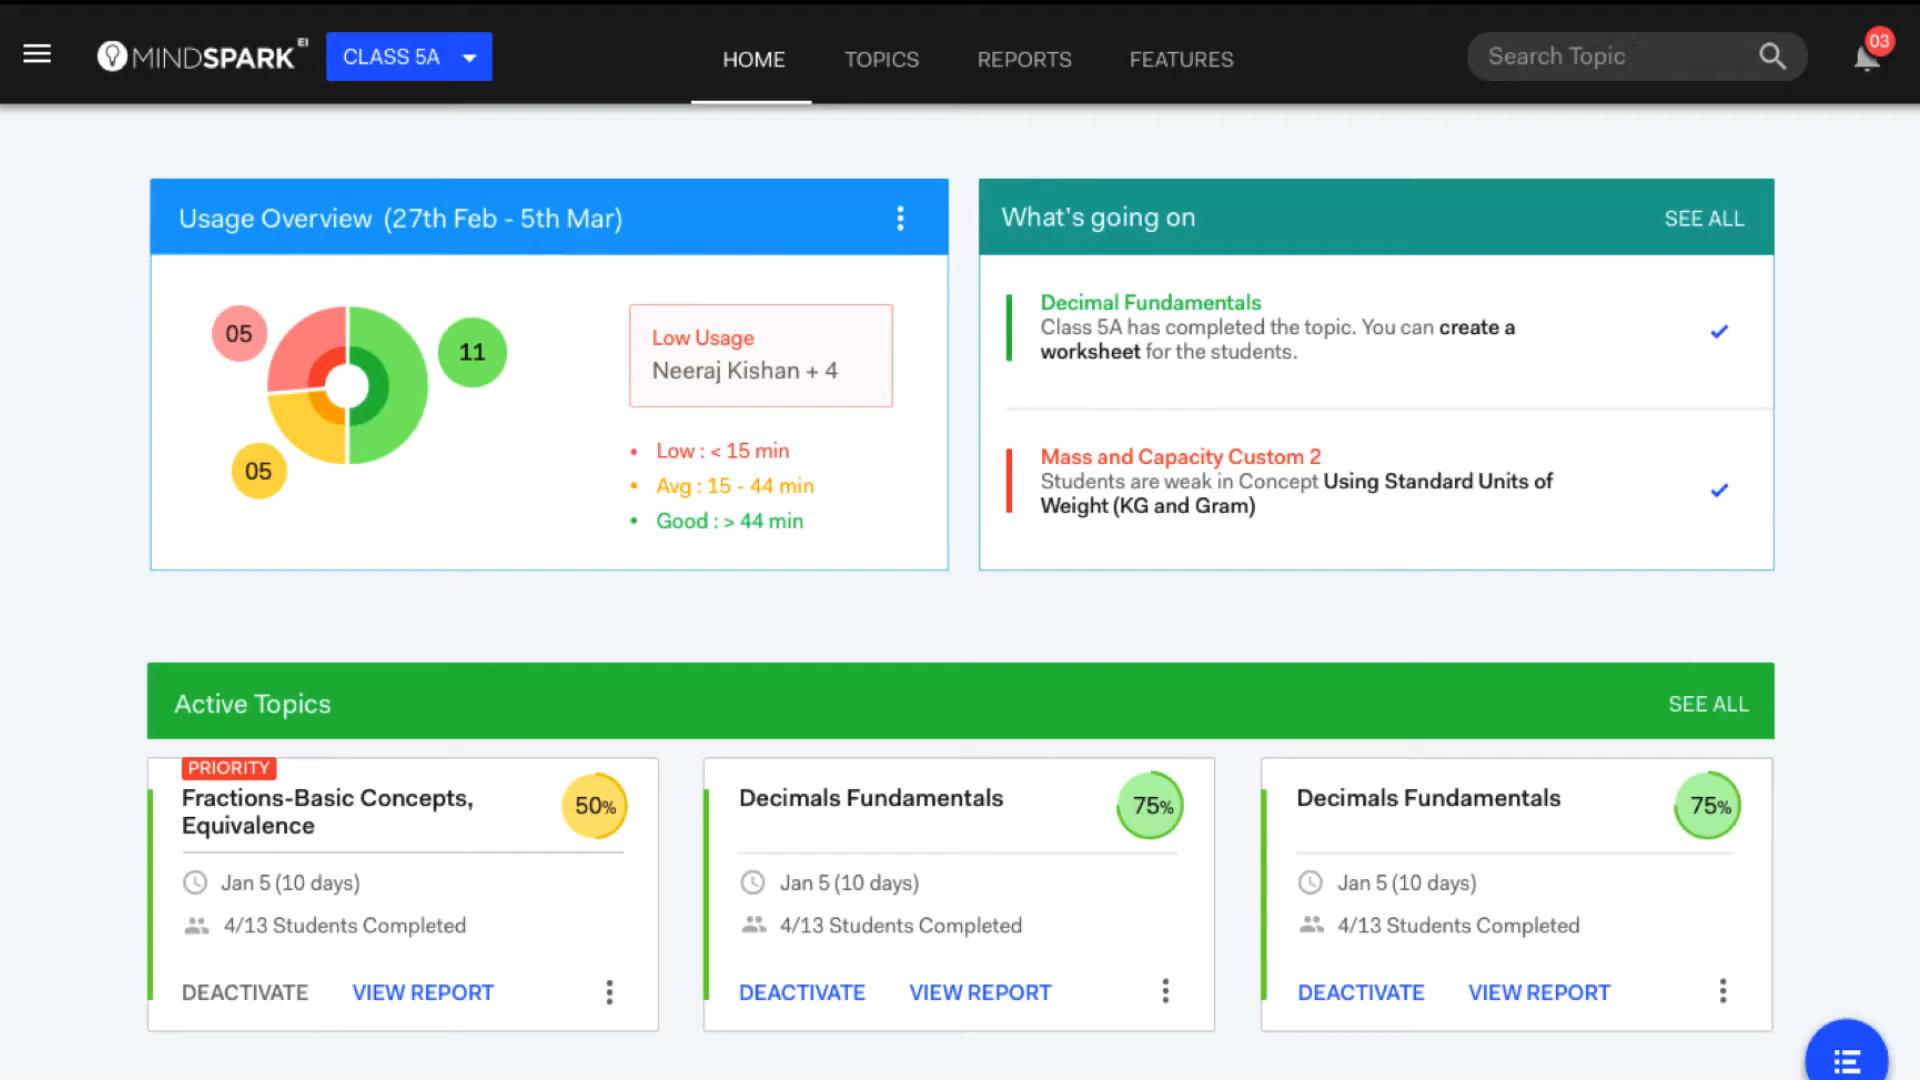 MINDSPARK EI
CLASS 5A
HOME
TOPICS
REPORTS
FEATURES
Search Topic
03
Usage Overview (27th Feb - 5th Mar)
05
11
05
Low Usage
Neeraj Kishan + 4
• Low : < 15 min
• Avg : 15 - 44 min
• Good : > 44 min
What's going on
SEE ALL
Decimal Fundamentals
Class 5A has completed the topic. You can create a
worksheet for the students.
Mass and Capacity Custom 2
Students are weak in Concept Using Standard Units of
Weight (KG and Gram)
Active Topics
SEE ALL
PRIORITY
Fractions-Basic Concepts,
Equivalence
50%
Jan 5 (10 days)
4/13 Students Completed
DEACTIVATE
VIEW REPORT
Decimals Fundamentals
75%
Jan 5 (10 days)
4/13 Students Completed
DEACTIVATE
VIEW REPORT
Decimals Fundamentals
75%
Jan 5 (10 days)
4/13 Students Completed
DEACTIVATE
VIEW REPORT